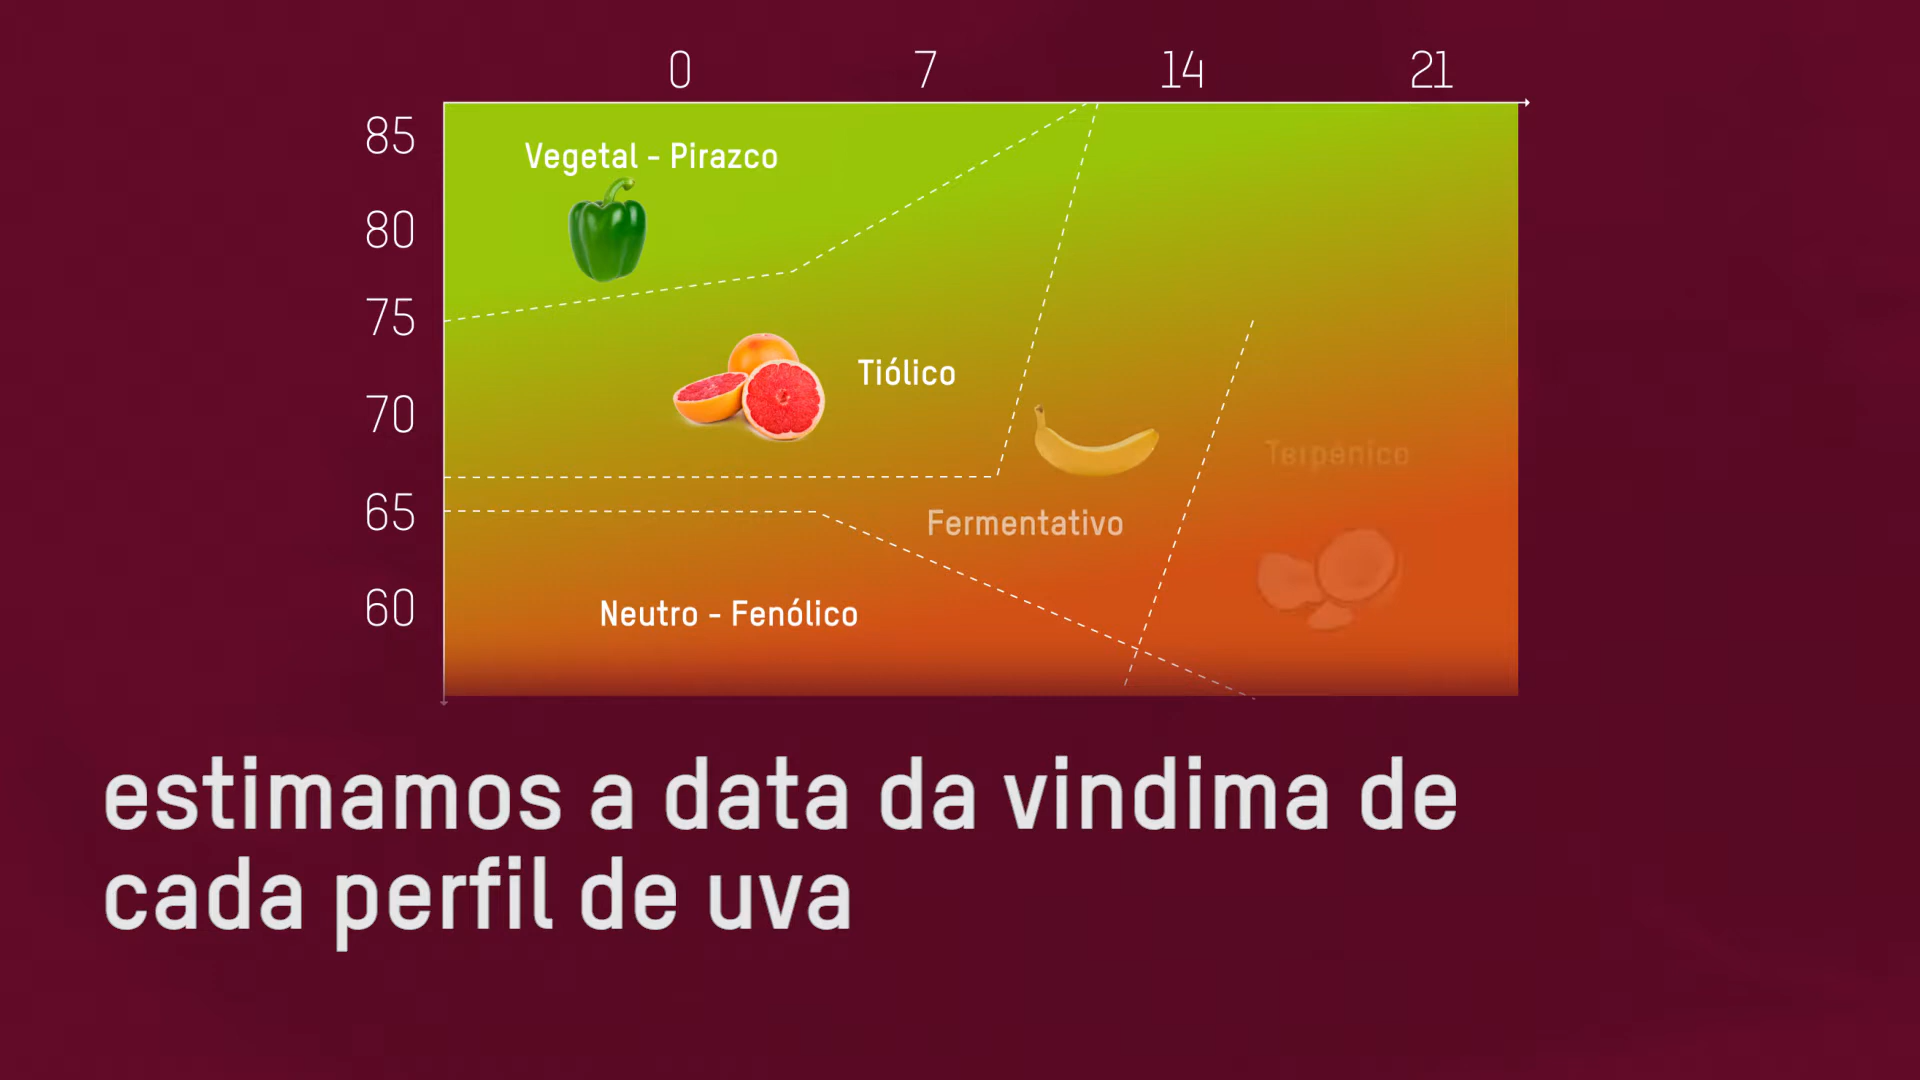 0 7 14 21
85
80
75
70
65
60
Vegetal - Pirazco
Tiólico
Terpénico
Fermentativo
Neutro - Fenólico
estimamos a data da vindima de
cada perfil de uva